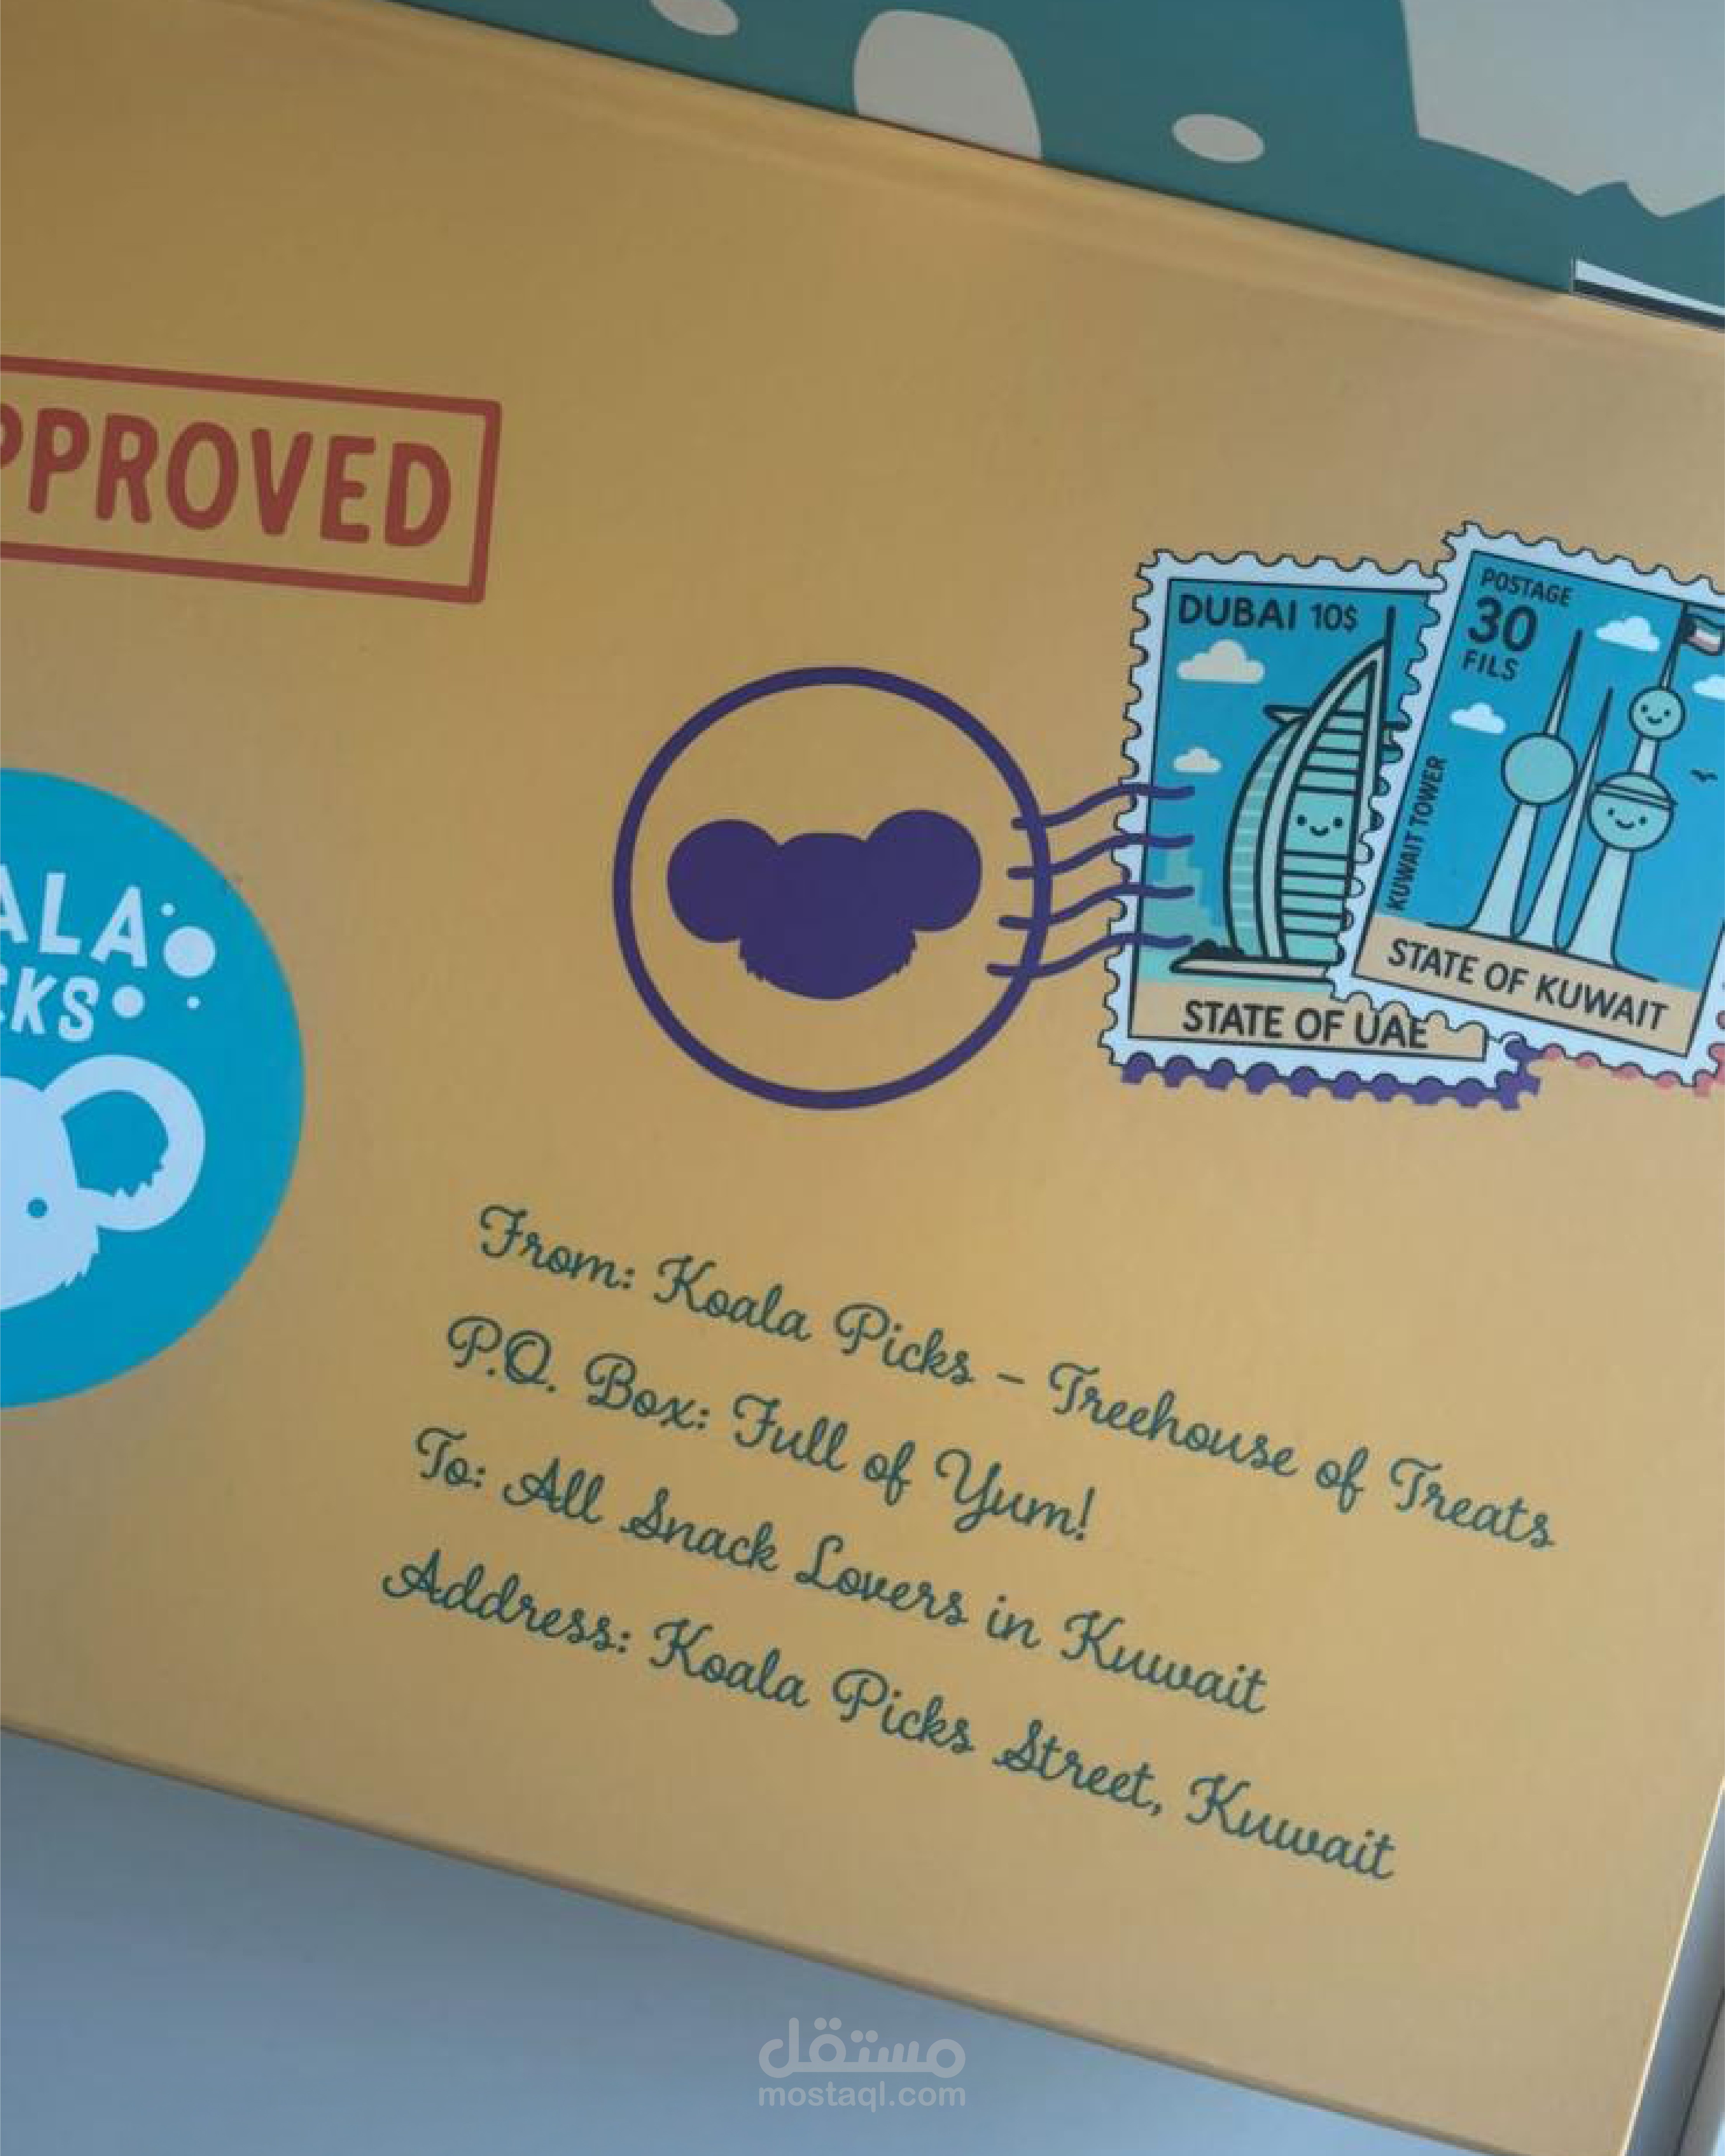 PPROVED
DUBAI 10$
STATE OF UAE
POSTAGE
30
FILS
KUWAIT TOWER
STATE OF KUWAIT
ALA
CKS
From: Koala Picks – Treehouse of Treats
P.O. Box: Full of Yum!
To: All Snack Lovers in Kuwait
Address: Koala Picks Street, Kuwait
مستقل
mostaql.com